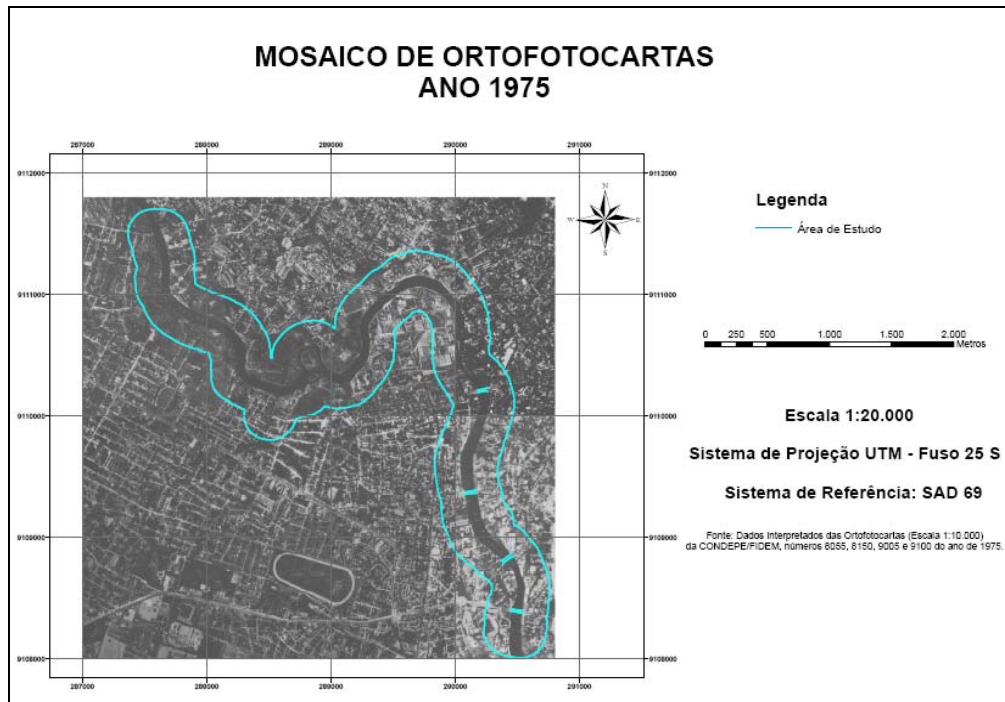 MOSAICO DE ORTOFOTOCARTAS
ANO 1975
287000 288000 289000 290000 291000
9112000 9112000
N
W E
S
Legenda
Área de Estudo
9111000 9111000
0 250 500 1.000 1.500 2.000
Metros
9110000 9110000
Escala 1:20.000
Sistema de Projeção UTM - Fuso 25 S
Sistema de Referência: SAD 69
9109000 9109000
Fonte: Dados Interpretados das Ortofotocartas (Escala 1:10.000)
da CONDEPE/FIDEM, números 8055, 8150, 9005 e 9100 do ano de 1975.
9108000 9108000
287000 288000 289000 290000 291000